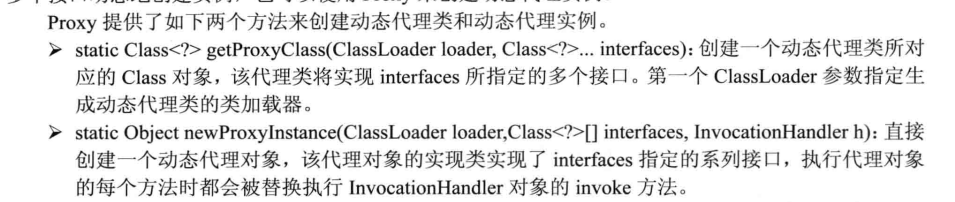 Proxy 提供了如下两个方法来创建动态代理类和动态代理实例。
➢ static Class<?> getProxyClass(ClassLoader loader, Class<?>... interfaces)：创建一个动态代理类所对
应的 Class 对象，该代理类将实现 interfaces 所指定的多个接口。第一个 ClassLoader 参数指定生
成动态代理类的类加载器。
➢ static Object newProxyInstance(ClassLoader loader,Class<?>[] interfaces, InvocationHandler h)：直接
创建一个动态代理对象，该代理对象的实现类实现了 interfaces 指定的系列接口，执行代理对象
的每个方法时都会被替换执行 InvocationHandler 对象的 invoke 方法。